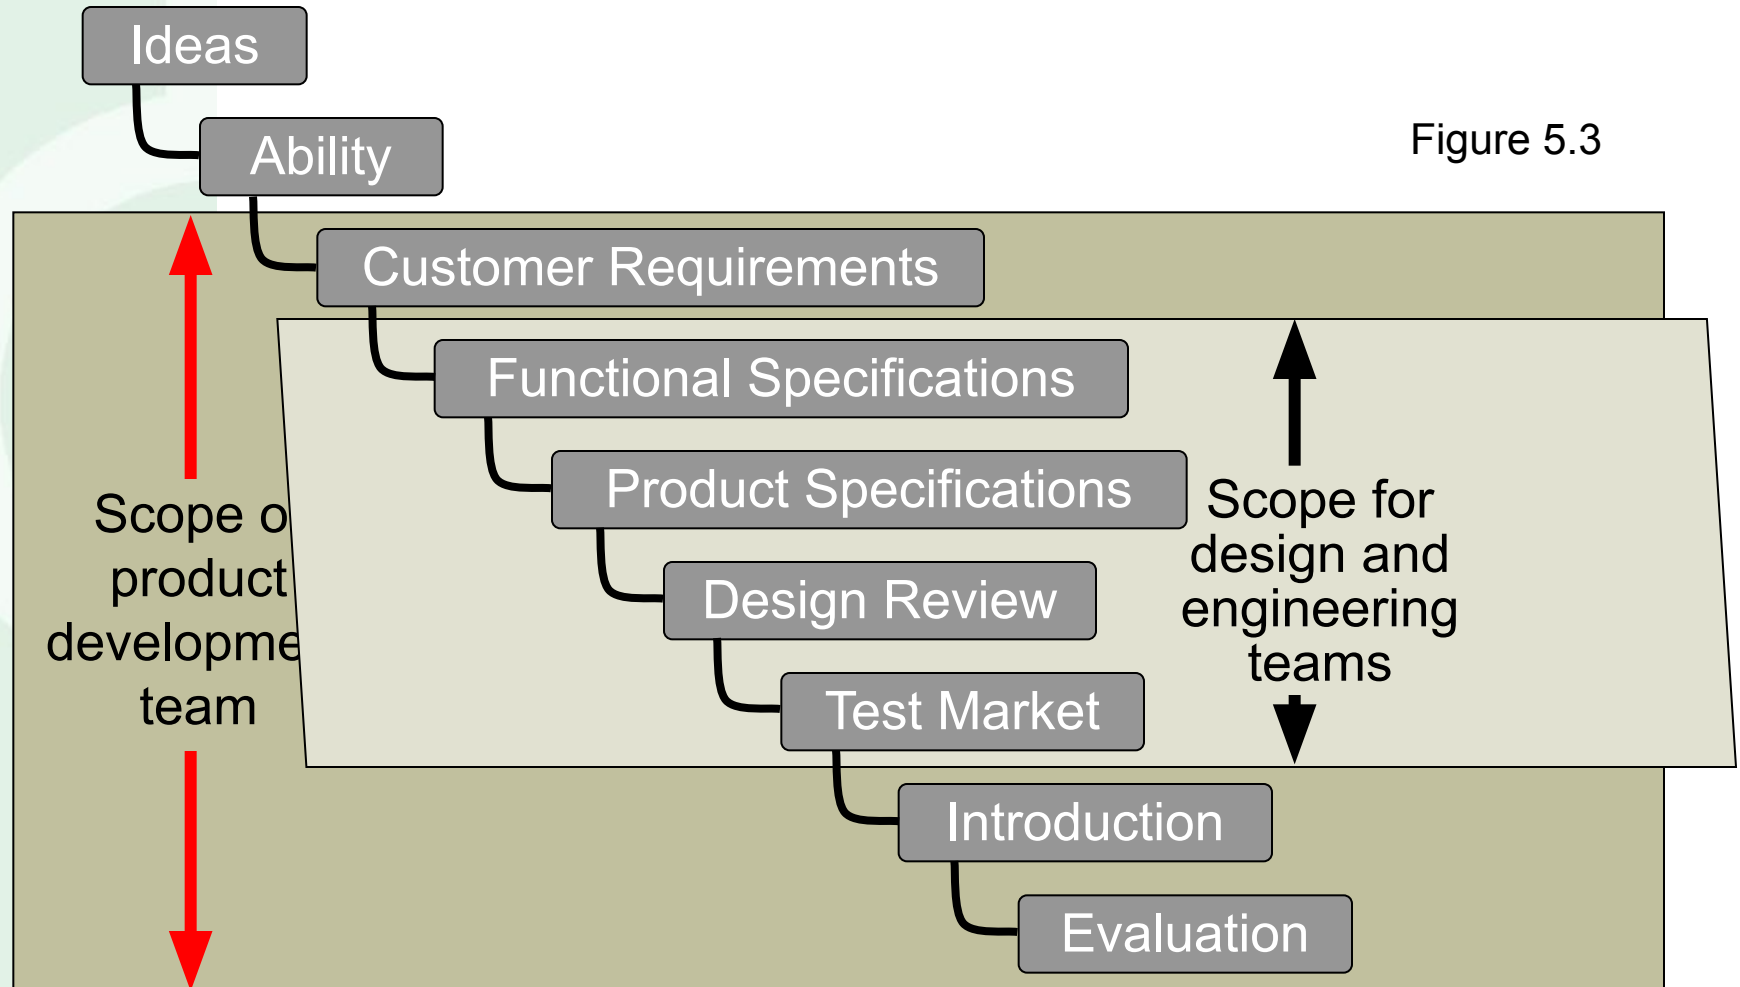 Ideas
Ability
Figure 5.3
Customer Requirements
Functional Specifications
Product Specifications
Scope o
product
developme
team
Scope for
design and
engineering
teams
Design Review
Test Market
Introduction
Evaluation